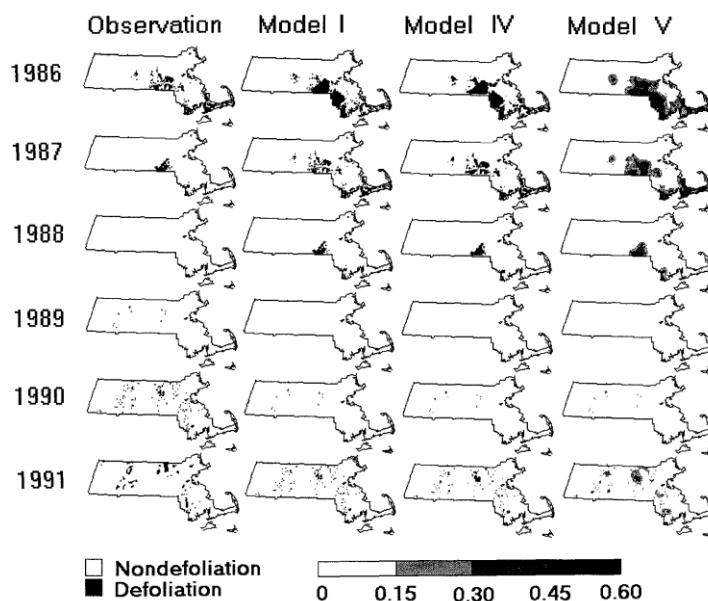 Observation Model I Model IV Model V
1986
1987
1988
1989
1990
1991
Nondefoliation
Defoliation
0 0.15 0.30 0.45 0.60